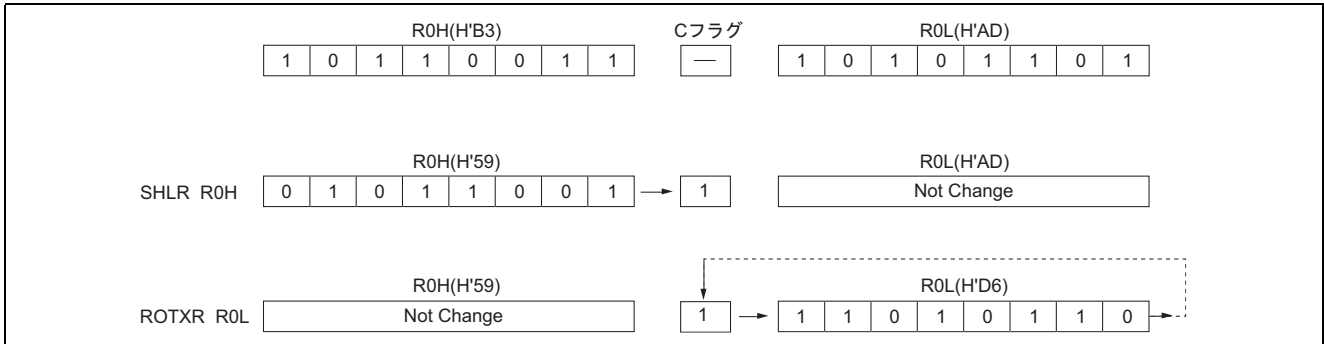 R0H(H'B3) Cフラグ R0L(H'AD)
1 0 1 1 0 0 1 1 — 1 0 1 0 1 1 0 1
R0H(H'59) R0L(H'AD)
SHLR R0H 0 1 0 1 1 0 0 1 1 Not Change
R0H(H'59) R0L(H'D6)
ROTXR R0L Not Change 1 1 1 0 1 0 1 1 0